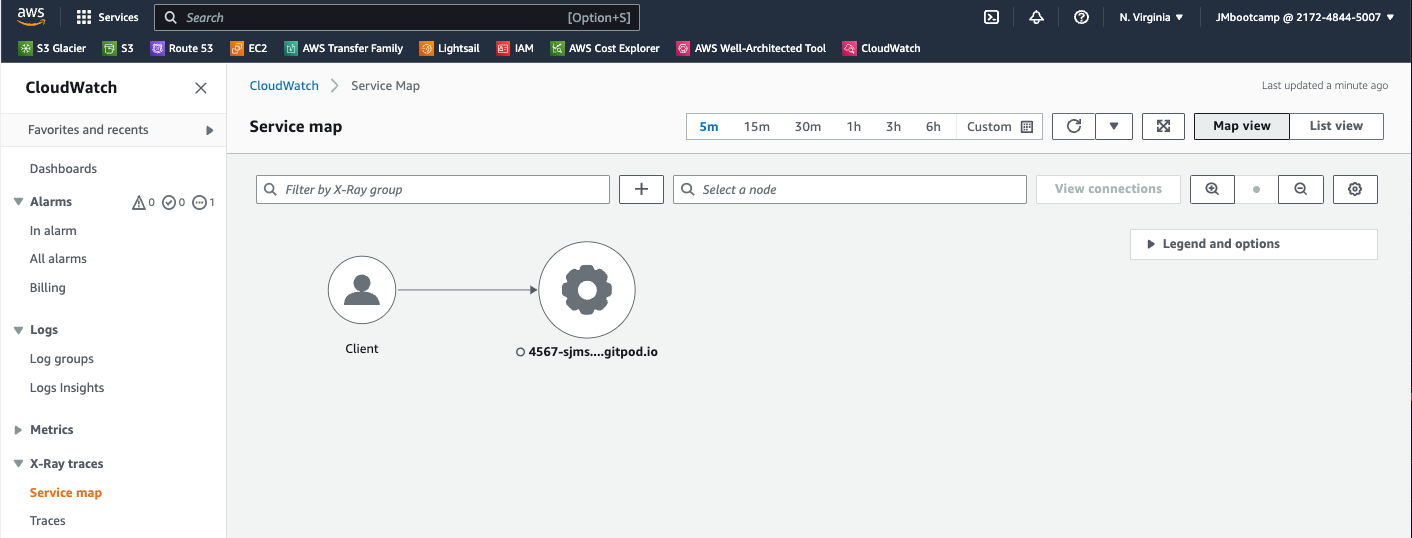 aws Services Search [Option+S] N. Virginia JMbootcamp @ 2172-4844-5007
S3 Glacier S3 Route 53 EC2 AWS Transfer Family Lightsail IAM AWS Cost Explorer AWS Well-Architected Tool CloudWatch
CloudWatch
Favorites and recents
Dashboards
Alarms 0 0 1
In alarm
All alarms
Billing
Logs
Log groups
Logs Insights
Metrics
X-Ray traces
Service map
Traces
CloudWatch Service Map Last updated a minute ago
Service map 5m 15m 30m 1h 3h 6h Custom Map view List view
Filter by X-Ray group Select a node View connections
Legend and options
Client
4567-sjms....gitpod.io